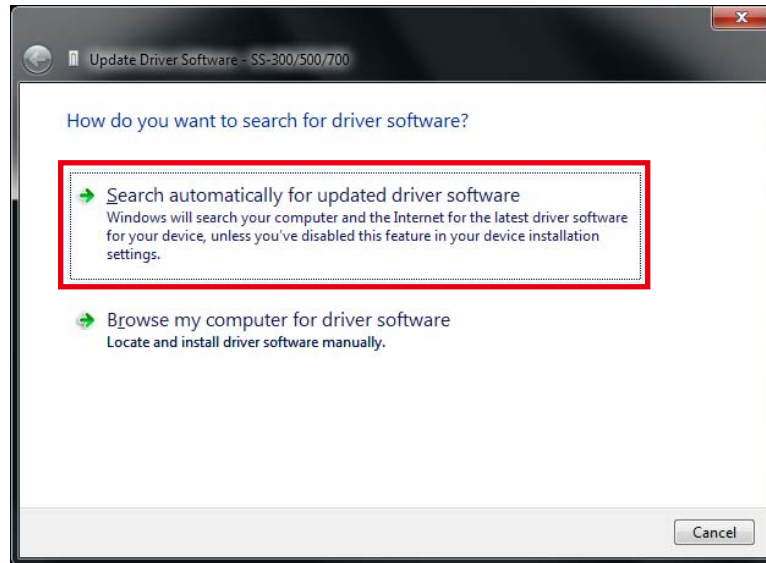 Update Driver Software - SS-300/500/700
How do you want to search for driver software?
Search automatically for updated driver software
Windows will search your computer and the Internet for the latest driver software
for your device, unless you've disabled this feature in your device installation
settings.
Browse my computer for driver software
Locate and install driver software manually.
Cancel